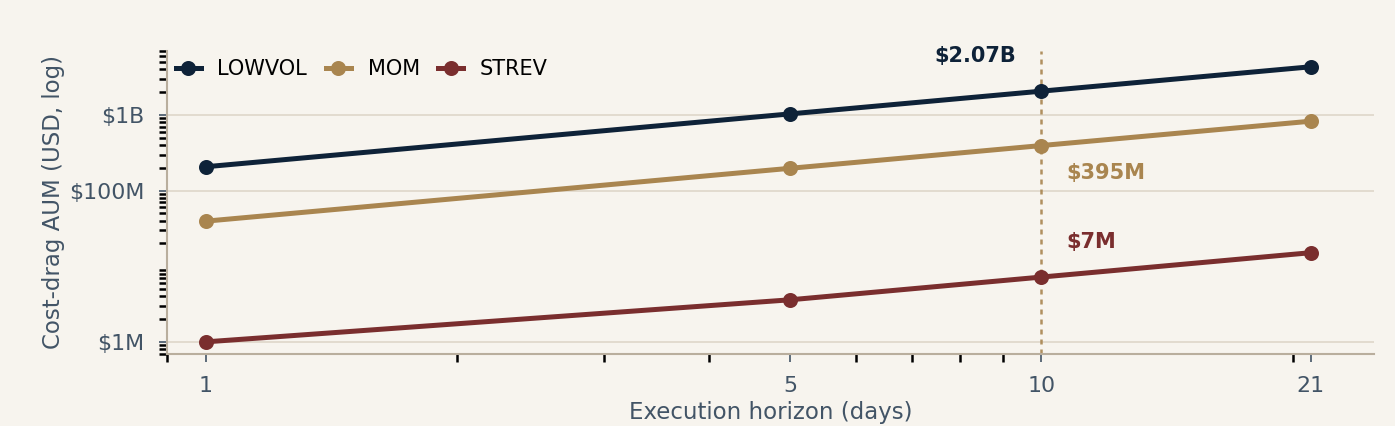 $2.07B
LOWVOL MOM STREV
Cost-drag AUM (USD, log)
$1B
$100M
$395M
$7M
$1M
1 5 10 21
Execution horizon (days)